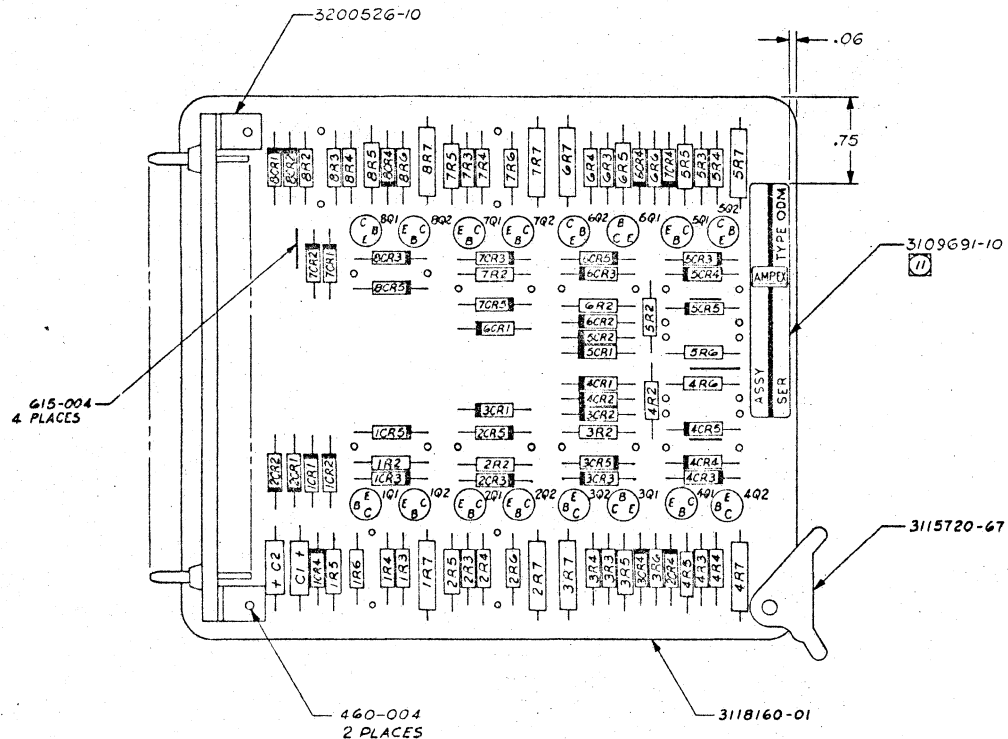 3200526-10
.06
.75
8CR1 8CR2 8R2 8R3 8R4 8R5 8CR4 8R6 8R7 7R5 7R3 7R4 7R6 7R7 6R7 6R4 6R3 6R5 6CR4 6R6 7CR4 5R5 5R3 5R4 5R7
C B E 8Q1 E C B 8Q2 E B C 7Q1 E B C 7Q2 C B E 6Q2 B C E 6Q1 E B C 5Q1 C B E 5Q2
TYPE ODM
3109691-10
11
7CR2 7CR1 8CR3 7CR3 6CR5 5CR3
7R2 6CR3 5CR4
AMPEX
8CR5
7CR5 6R2 5R2 5CR5
6CR1 6CR2
5CR2
5CR1 5R6
615-004
4 PLACES
4CR1 4R2 4R6
4CR2
3CR1 3CR2
ASSY
SER
1CR5 2CR5 3R2 4CR5
2CR2 2CR1 1CR1 1CR2 1R2 2R2 3CR5 4CR4
1CR3 2CR3 3CR3 4CR3
E B C 1Q1 E B C 1Q2 E B C 2Q1 E B C 2Q2 E B C 3Q2 B C E 3Q1 E B C 4Q1 E B C 4Q2
3115720-67
+ C2 C1 + 1CR4 1R5 1R6 1R4 1R3 1R7 2R5 2R3 2R4 2R6 2R7 3R7 3R4 3R3 3R5 3CR4 3R6 2CR4 4R5 4R3 4R4 4R7
460-004
2 PLACES
3118160-01